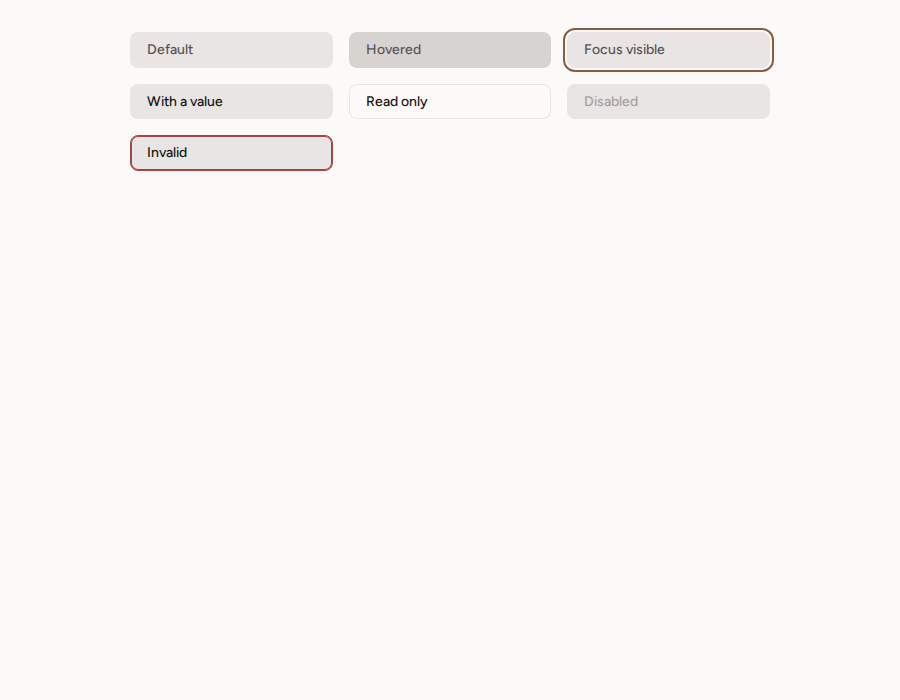 Default
Hovered
Focus visible
With a value
Read only
Disabled
Invalid